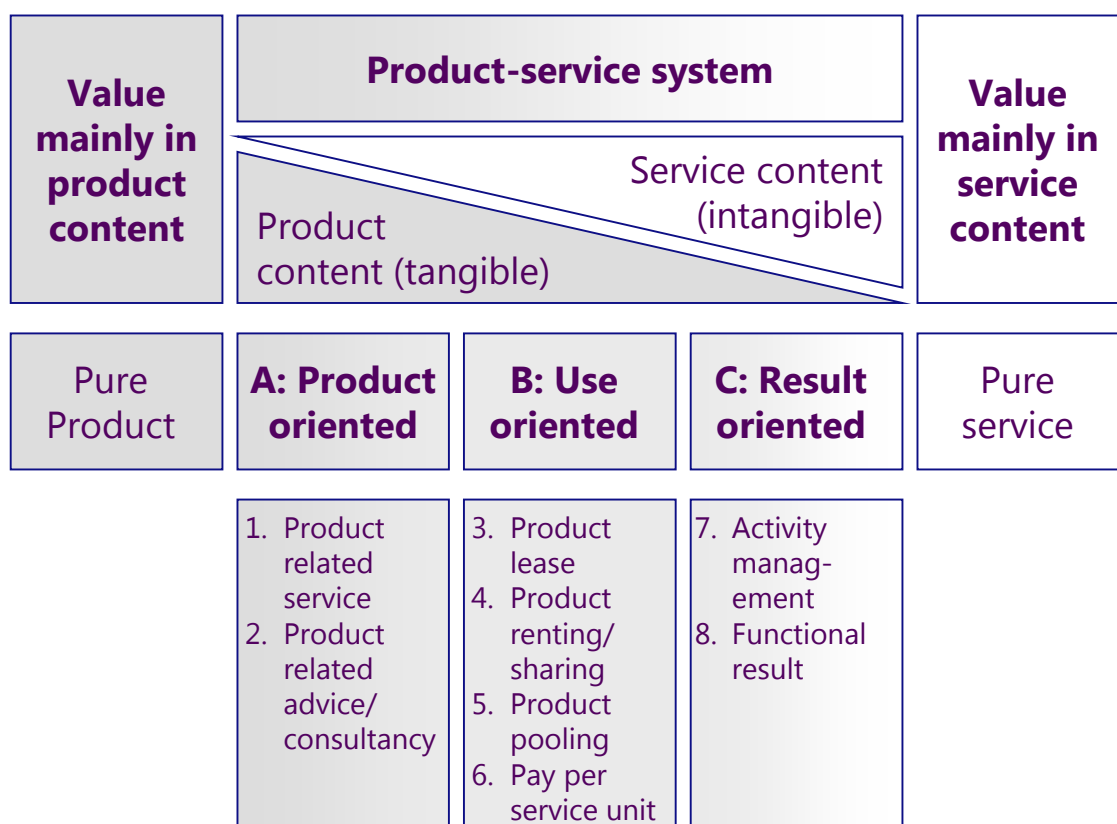 Value
mainly in
product
content
Product-service system
Service content
(intangible)
Product
content (tangible)
Value
mainly in
service
content
Pure
Product
A: Product
oriented
B: Use
oriented
C: Result
oriented
Pure
service
1. Product
related
service
2. Product
related
advice/
consultancy
3. Product
lease
4. Product
renting/
sharing
5. Product
pooling
6. Pay per
service unit
7. Activity
manag-
ement
8. Functional
result